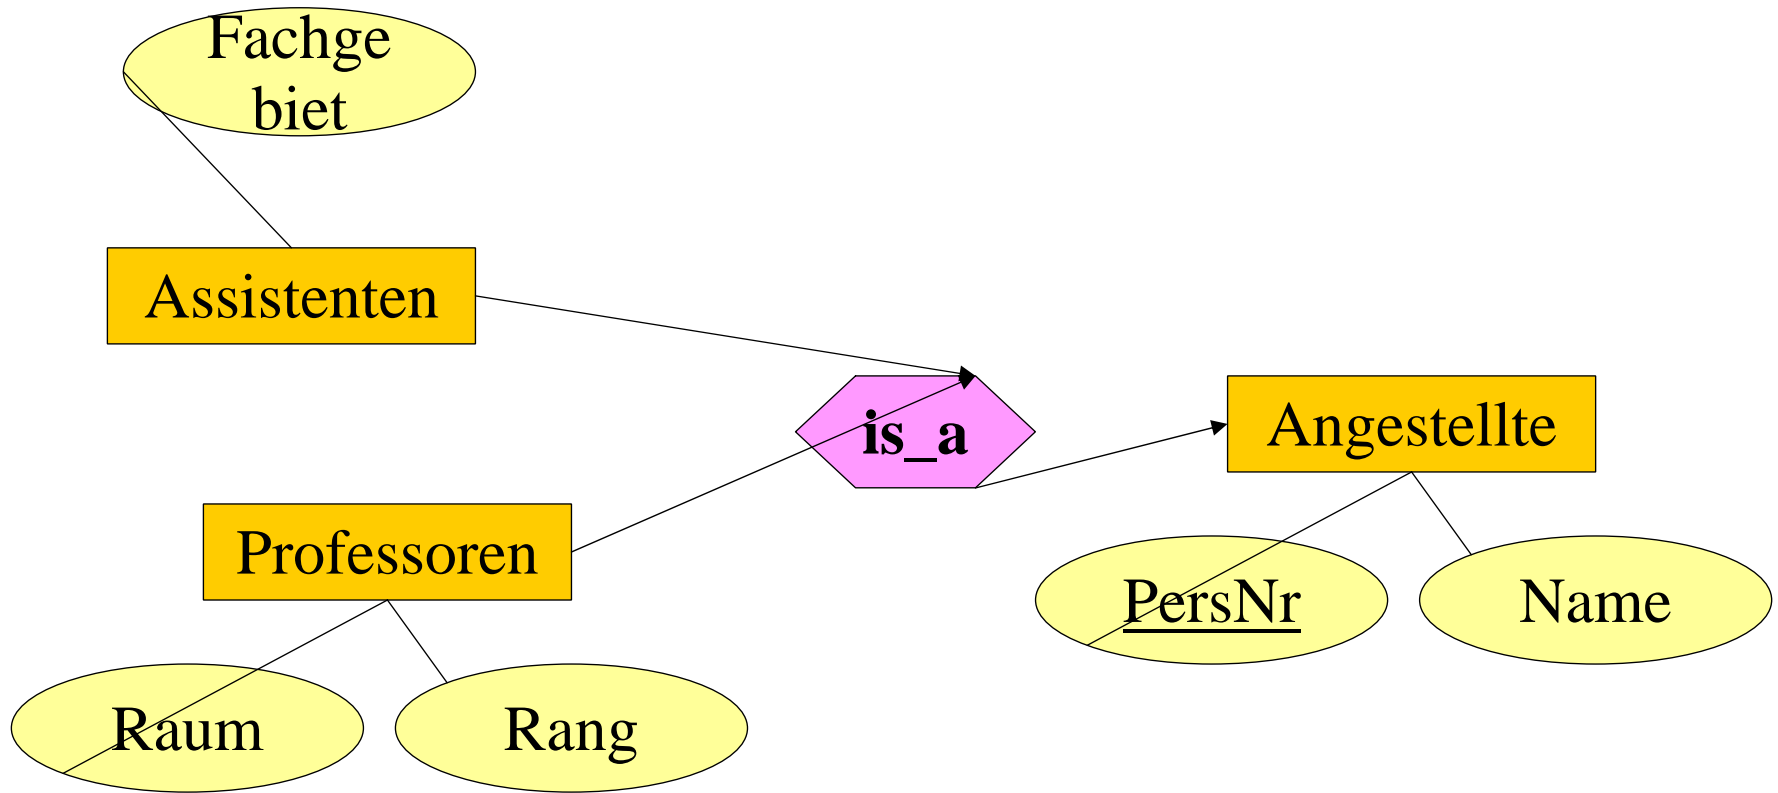 Fachge
biet
Assistenten
is_a
Angestellte
Professoren
PersNr
Name
Raum
Rang